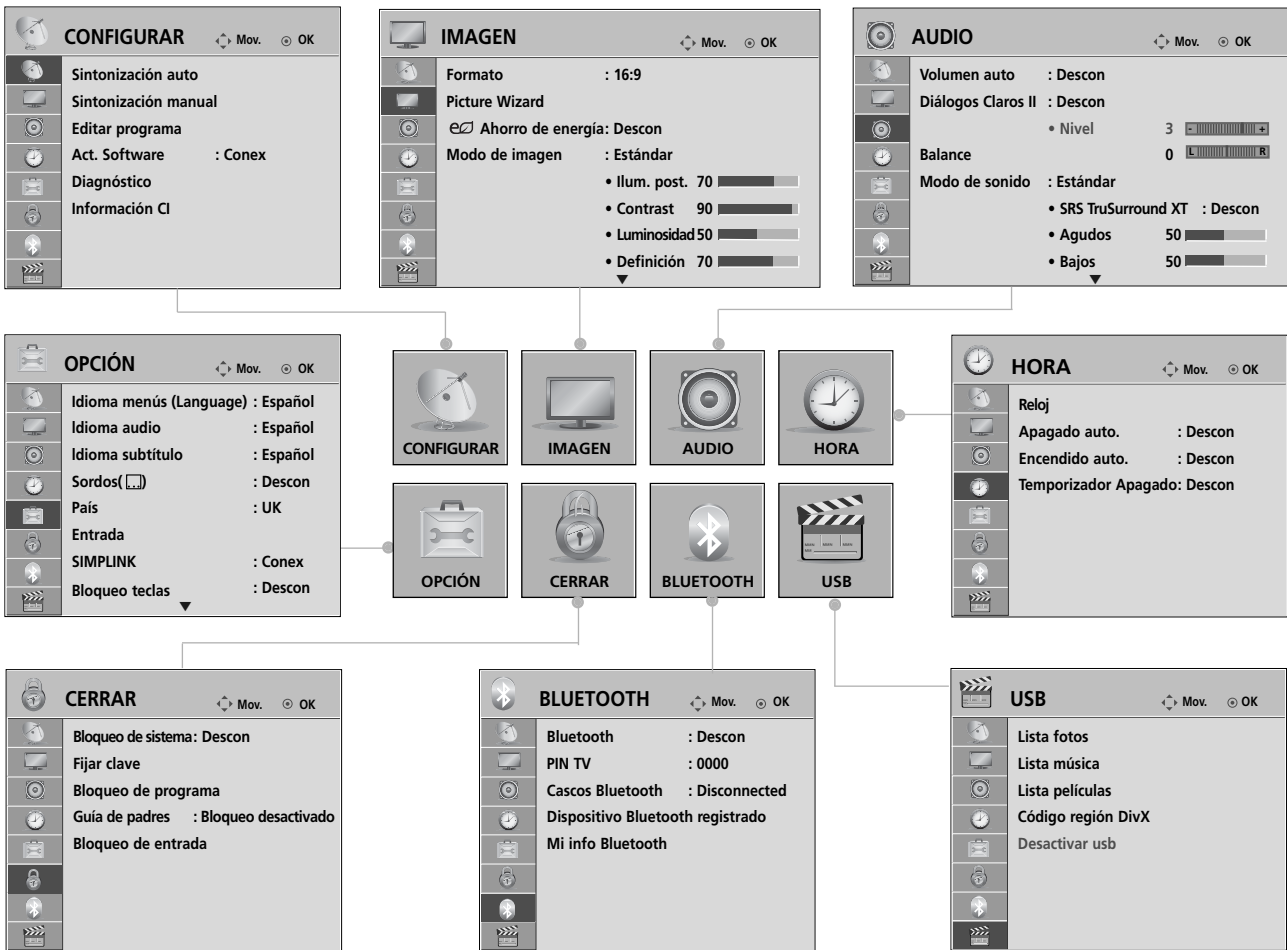 CONFIGURAR Mov. OK
Sintonización auto
Sintonización manual
Editar programa
Act. Software : Conex
Diagnóstico
Información CI
IMAGEN Mov. OK
Formato : 16:9
Picture Wizard
Ahorro de energía: Descon
Modo de imagen : Estándar
• Ilum. post. 70
• Contrast 90
• Luminosidad 50
• Definición 70
AUDIO Mov. OK
Volumen auto : Descon
Diálogos Claros II : Descon
• Nivel 3 - +
Balance 0 L R
Modo de sonido : Estándar
• SRS TruSurround XT : Descon
• Agudos 50
• Bajos 50
OPCIÓN Mov. OK
Idioma menús (Language) : Español
Idioma audio : Español
Idioma subtítulo : Español
Sordos( ) : Descon
País : UK
Entrada
SIMPLINK : Conex
Bloqueo teclas : Descon
CONFIGURAR
IMAGEN
AUDIO
HORA
OPCIÓN
CERRAR
BLUETOOTH
USB
HORA Mov. OK
Reloj
Apagado auto. : Descon
Encendido auto. : Descon
Temporizador Apagado: Descon
CERRAR Mov. OK
Bloqueo de sistema: Descon
Fijar clave
Bloqueo de programa
Guía de padres : Bloqueo desactivado
Bloqueo de entrada
BLUETOOTH Mov. OK
Bluetooth : Descon
PIN TV : 0000
Cascos Bluetooth : Disconnected
Dispositivo Bluetooth registrado
Mi info Bluetooth
USB Mov. OK
Lista fotos
Lista música
Lista películas
Código región DivX
Desactivar usb